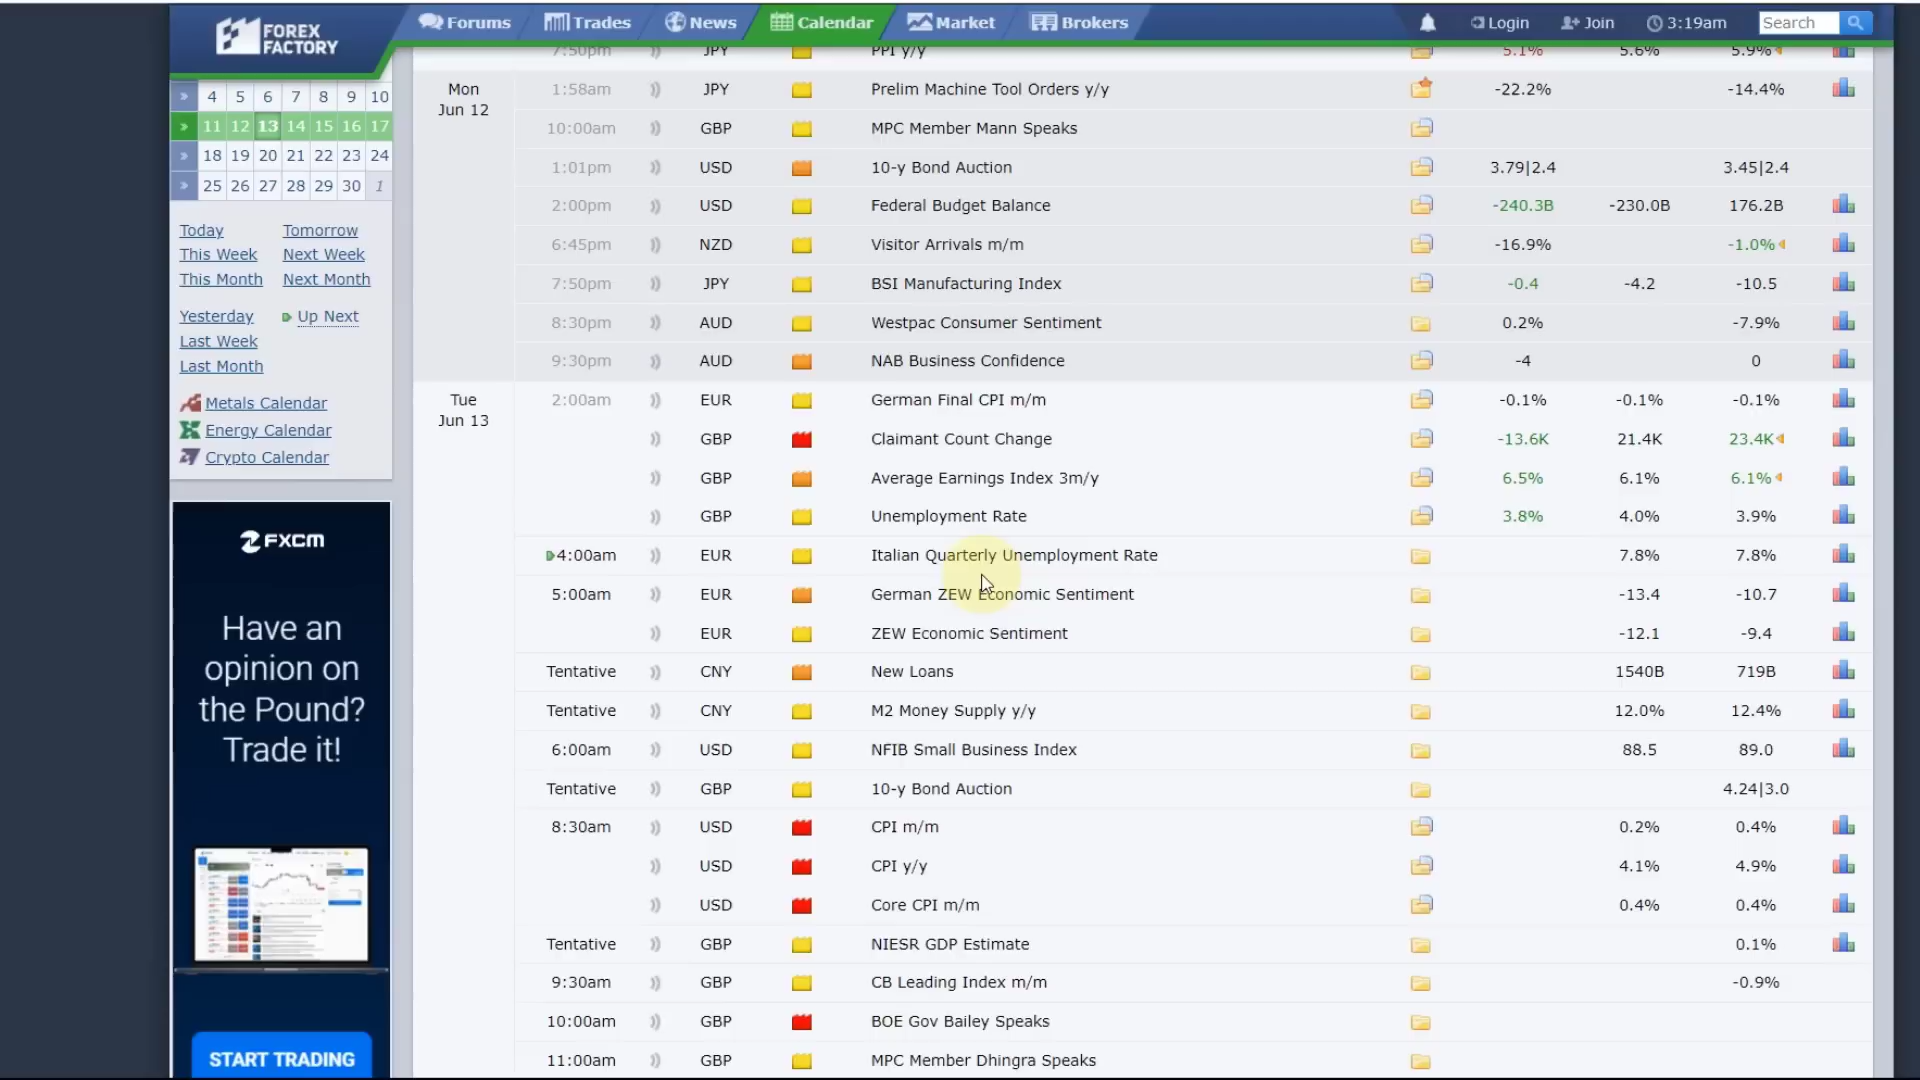 FOREX
FACTORY
Forums
Trades
News
Calendar
Market
Brokers
Login
Join
3:19am
Search
» 4 5 6 7 8 9 10
» 11 12 13 14 15 16 17
» 18 19 20 21 22 23 24
» 25 26 27 28 29 30 1
Today Tomorrow
This Week Next Week
This Month Next Month
Yesterday Up Next
Last Week
Last Month
Metals Calendar
Energy Calendar
Crypto Calendar
FXCM
Have an
opinion on
the Pound?
Trade it!
START TRADING
7:50pm JPY PPI y/y 5.1% 5.6% 5.9%
Mon
Jun 12
1:58am JPY Prelim Machine Tool Orders y/y -22.2% -14.4%
10:00am GBP MPC Member Mann Speaks
1:01pm USD 10-y Bond Auction 3.79|2.4 3.45|2.4
2:00pm USD Federal Budget Balance -240.3B -230.0B 176.2B
6:45pm NZD Visitor Arrivals m/m -16.9% -1.0%
7:50pm JPY BSI Manufacturing Index -0.4 -4.2 -10.5
8:30pm AUD Westpac Consumer Sentiment 0.2% -7.9%
9:30pm AUD NAB Business Confidence -4 0
Tue
Jun 13
2:00am EUR German Final CPI m/m -0.1% -0.1% -0.1%
GBP Claimant Count Change -13.6K 21.4K 23.4K
GBP Average Earnings Index 3m/y 6.5% 6.1% 6.1%
GBP Unemployment Rate 3.8% 4.0% 3.9%
4:00am EUR Italian Quarterly Unemployment Rate 7.8% 7.8%
5:00am EUR German ZEW Economic Sentiment -13.4 -10.7
EUR ZEW Economic Sentiment -12.1 -9.4
Tentative CNY New Loans 1540B 719B
Tentative CNY M2 Money Supply y/y 12.0% 12.4%
6:00am USD NFIB Small Business Index 88.5 89.0
Tentative GBP 10-y Bond Auction 4.24|3.0
8:30am USD CPI m/m 0.2% 0.4%
USD CPI y/y 4.1% 4.9%
USD Core CPI m/m 0.4% 0.4%
Tentative GBP NIESR GDP Estimate 0.1%
9:30am GBP CB Leading Index m/m -0.9%
10:00am GBP BOE Gov Bailey Speaks
11:00am GBP MPC Member Dhingra Speaks